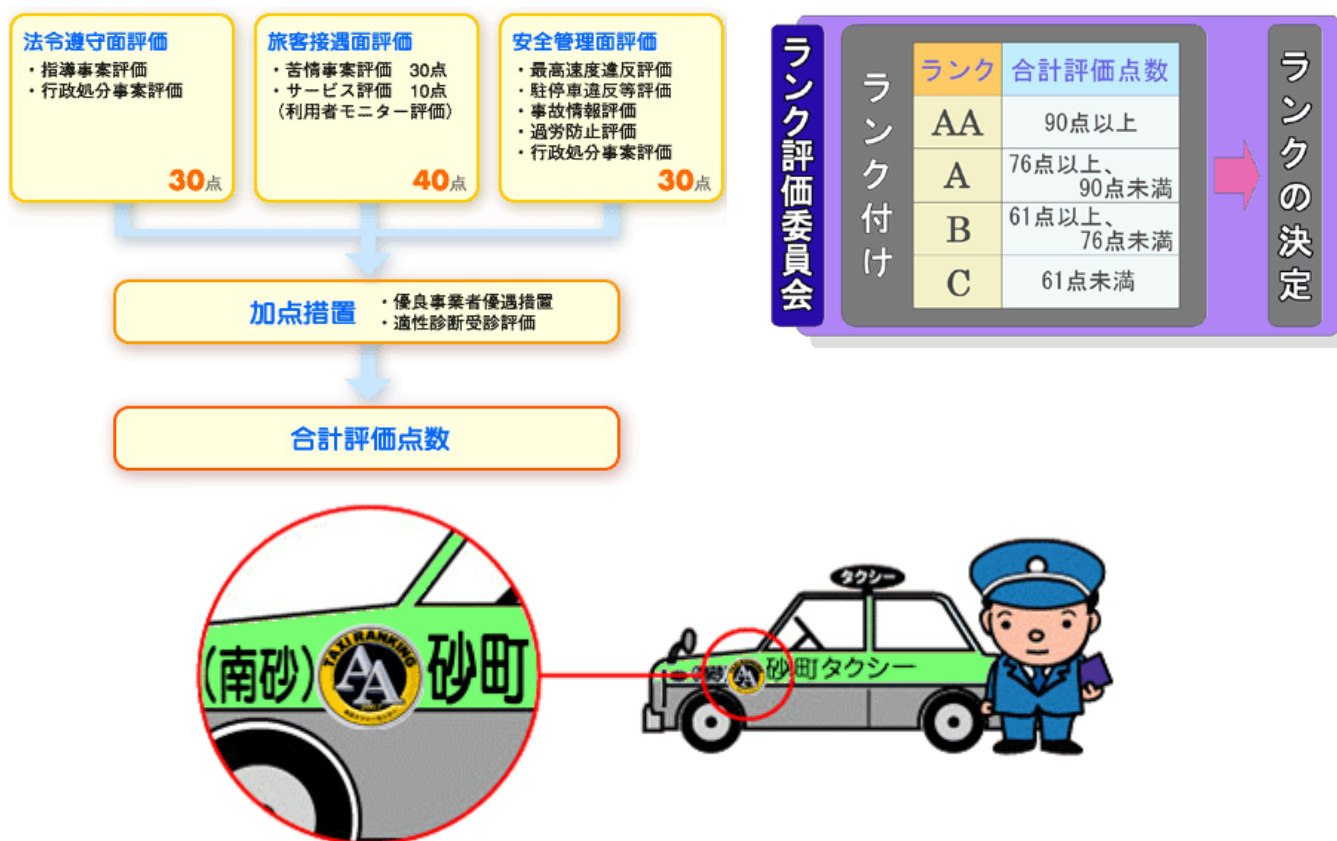 法令遵守面評価
・指導事案評価
・行政処分事案評価
30点
旅客接遇面評価
・苦情事案評価 30点
・サービス評価 10点
(利用者モニター評価)
40点
安全管理面評価
・最高速度違反評価
・駐停車違反等評価
・事故情報評価
・過労防止評価
・行政処分事案評価
30点
加点措置
・優良事業者優遇措置
・適性診断受診評価
合計評価点数
ランク評価委員会
ランク付け
ランク 合計評価点数
AA 90点以上
A 76点以上、
90点未満
B 61点以上、
76点未満
C 61点未満
ランクの決定
(南砂)
TAXI RANKING
AA
砂町
タクシー
AA
砂町タクシー